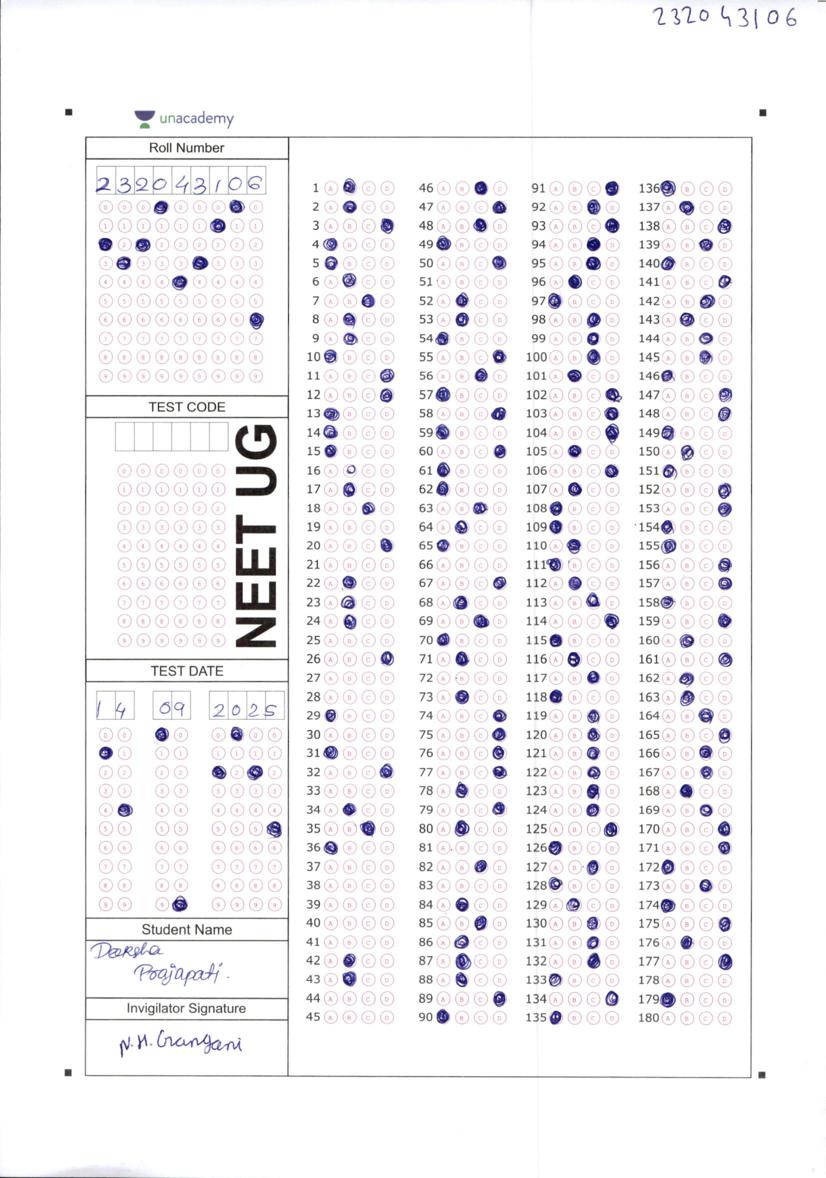 232043106
unacademy
Roll Number
232043106
TEST CODE
NEET UG
TEST DATE
14 09 2025
Student Name
Daksha
Prajapati.
Invigilator Signature
N.H. Gangani
1 A B C D 46 A B C D 91 A B C D 136 A B C D
2 A B C D 47 A B C D 92 A B C D 137 A B C D
3 A B C D 48 A B C D 93 A B C D 138 A B C D
4 A B C D 49 A B C D 94 A B C D 139 A B C D
5 A B C D 50 A B C D 95 A B C D 140 A B C D
6 A B C D 51 A B C D 96 A B C D 141 A B C D
7 A B C D 52 A B C D 97 A B C D 142 A B C D
8 A B C D 53 A B C D 98 A B C D 143 A B C D
9 A B C D 54 A B C D 99 A B C D 144 A B C D
10 A B C D 55 A B C D 100 A B C D 145 A B C D
11 A B C D 56 A B C D 101 A B C D 146 A B C D
12 A B C D 57 A B C D 102 A B C D 147 A B C D
13 A B C D 58 A B C D 103 A B C D 148 A B C D
14 A B C D 59 A B C D 104 A B C D 149 A B C D
15 A B C D 60 A B C D 105 A B C D 150 A B C D
16 A B C D 61 A B C D 106 A B C D 151 A B C D
17 A B C D 62 A B C D 107 A B C D 152 A B C D
18 A B C D 63 A B C D 108 A B C D 153 A B C D
19 A B C D 64 A B C D 109 A B C D 154 A B C D
20 A B C D 65 A B C D 110 A B C D 155 A B C D
21 A B C D 66 A B C D 111 A B C D 156 A B C D
22 A B C D 67 A B C D 112 A B C D 157 A B C D
23 A B C D 68 A B C D 113 A B C D 158 A B C D
24 A B C D 69 A B C D 114 A B C D 159 A B C D
25 A B C D 70 A B C D 115 A B C D 160 A B C D
26 A B C D 71 A B C D 116 A B C D 161 A B C D
27 A B C D 72 A B C D 117 A B C D 162 A B C D
28 A B C D 73 A B C D 118 A B C D 163 A B C D
29 A B C D 74 A B C D 119 A B C D 164 A B C D
30 A B C D 75 A B C D 120 A B C D 165 A B C D
31 A B C D 76 A B C D 121 A B C D 166 A B C D
32 A B C D 77 A B C D 122 A B C D 167 A B C D
33 A B C D 78 A B C D 123 A B C D 168 A B C D
34 A B C D 79 A B C D 124 A B C D 169 A B C D
35 A B C D 80 A B C D 125 A B C D 170 A B C D
36 A B C D 81 A B C D 126 A B C D 171 A B C D
37 A B C D 82 A B C D 127 A B C D 172 A B C D
38 A B C D 83 A B C D 128 A B C D 173 A B C D
39 A B C D 84 A B C D 129 A B C D 174 A B C D
40 A B C D 85 A B C D 130 A B C D 175 A B C D
41 A B C D 86 A B C D 131 A B C D 176 A B C D
42 A B C D 87 A B C D 132 A B C D 177 A B C D
43 A B C D 88 A B C D 133 A B C D 178 A B C D
44 A B C D 89 A B C D 134 A B C D 179 A B C D
45 A B C D 90 A B C D 135 A B C D 180 A B C D